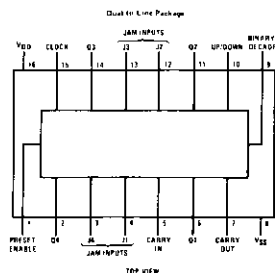 Dual-In-Line Package
JAM INPUTS
BINARY/
VDD CLOCK Q3 J3 J2 Q2 UP/DOWN DECADE
16 15 14 13 12 11 10 9
1 2 3 4 5 6 7 8
PRESET ENABLE Q4 J4 J1 CARRY IN Q1 CARRY OUT VSS
JAM INPUTS
TOP VIEW